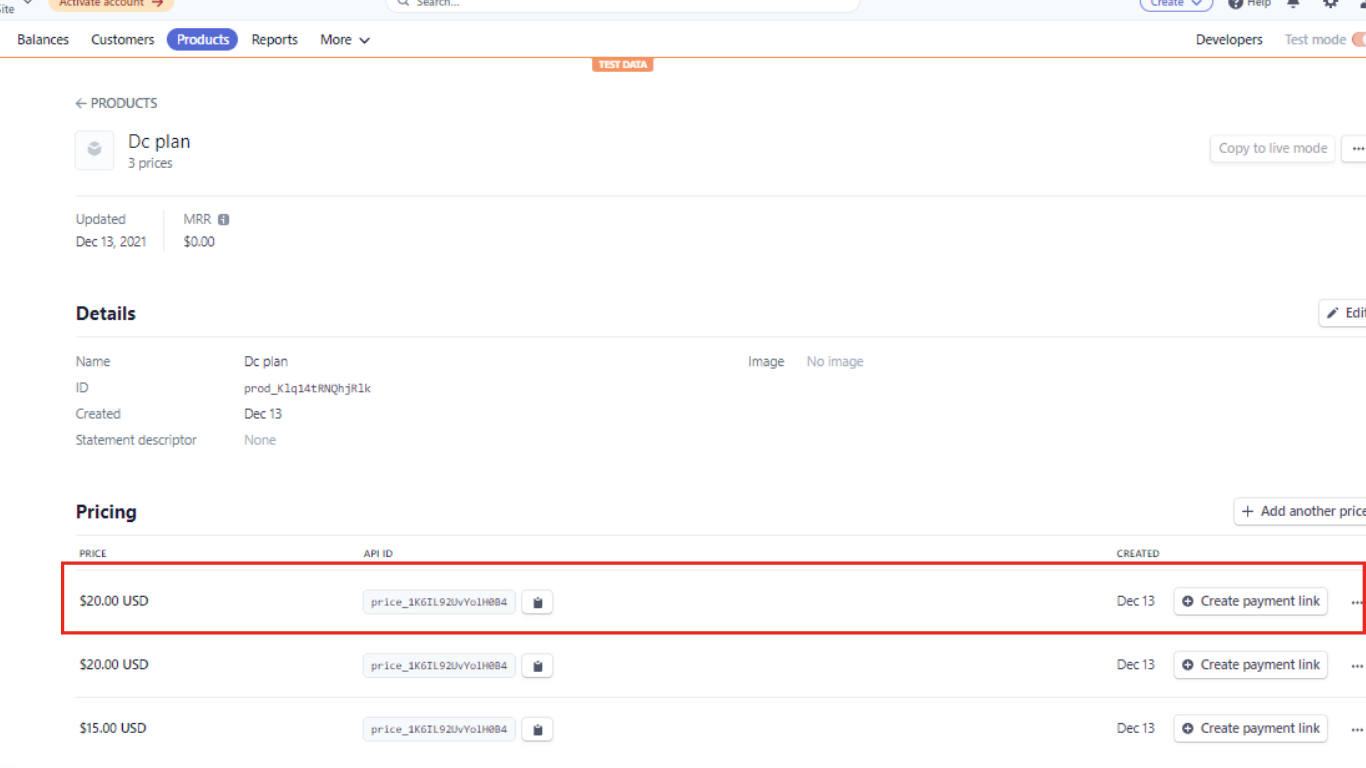 Activate account →
Search...
Create
Help
Balances Customers Products Reports More
Developers Test mode
TEST DATA
← PRODUCTS
Dc plan
3 prices
Copy to live mode ...
Updated MRR
Dec 13, 2021 $0.00
Details
Edit
Name Dc plan Image No image
ID prod_Klq14tRNQhjRlk
Created Dec 13
Statement descriptor None
Pricing
+ Add another price
PRICE API ID CREATED
$20.00 USD price_1K6IL92UvYolH0B4 Dec 13 Create payment link ...
$20.00 USD price_1K6IL92UvYolH0B4 Dec 13 Create payment link ...
$15.00 USD price_1K6IL92UvYolH0B4 Dec 13 Create payment link ...